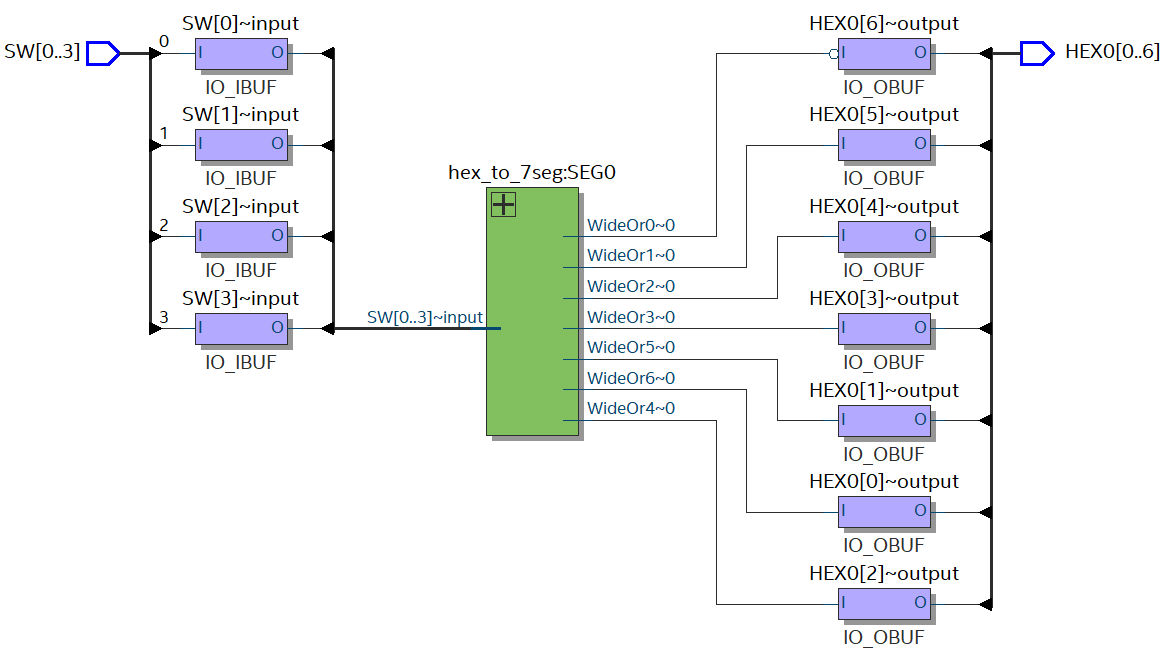 SW[0..3]
0
SW[0]~input
I
O
IO_IBUF
1
SW[1]~input
I
O
IO_IBUF
2
SW[2]~input
I
O
IO_IBUF
3
SW[3]~input
I
O
IO_IBUF
SW[0..3]~input
hex_to_7seg:SEG0
WideOr0~0
WideOr1~0
WideOr2~0
WideOr3~0
WideOr5~0
WideOr6~0
WideOr4~0
HEX0[6]~output
I
O
IO_OBUF
HEX0[5]~output
I
O
IO_OBUF
HEX0[4]~output
I
O
IO_OBUF
HEX0[3]~output
I
O
IO_OBUF
HEX0[1]~output
I
O
IO_OBUF
HEX0[0]~output
I
O
IO_OBUF
HEX0[2]~output
I
O
IO_OBUF
HEX0[0..6]